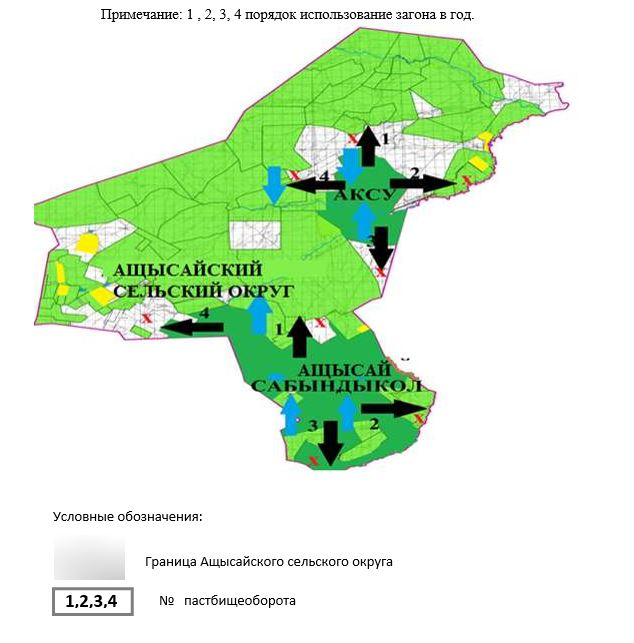 Примечание: 1 , 2, 3, 4 порядок использование загона в год.
X 1
X 4 2 X
АКСУ
3
X
АЩЫСАЙСКИЙ
СЕЛЬСКИЙ ОКРУГ
X 4 1 X
АЩЫСАЙ
САБЫНДЫКОЛ
3 2 X
X
Условные обозначения:
Граница Ащысайского сельского округа
1,2,3,4 № пастбищеоборота